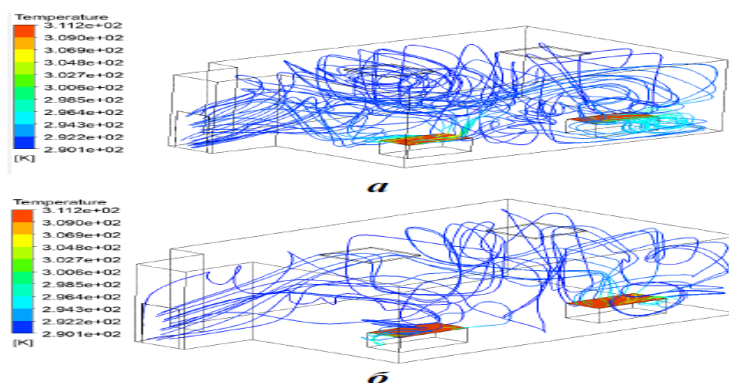 Temperature
3.112e+02
3.090e+02
3.069e+02
3.048e+02
3.027e+02
3.006e+02
2.985e+02
2.964e+02
2.943e+02
2.922e+02
2.901e+02
[K]
а
Temperature
3.112e+02
3.090e+02
3.069e+02
3.048e+02
3.027e+02
3.006e+02
2.985e+02
2.964e+02
2.943e+02
2.922e+02
2.901e+02
[K]
б